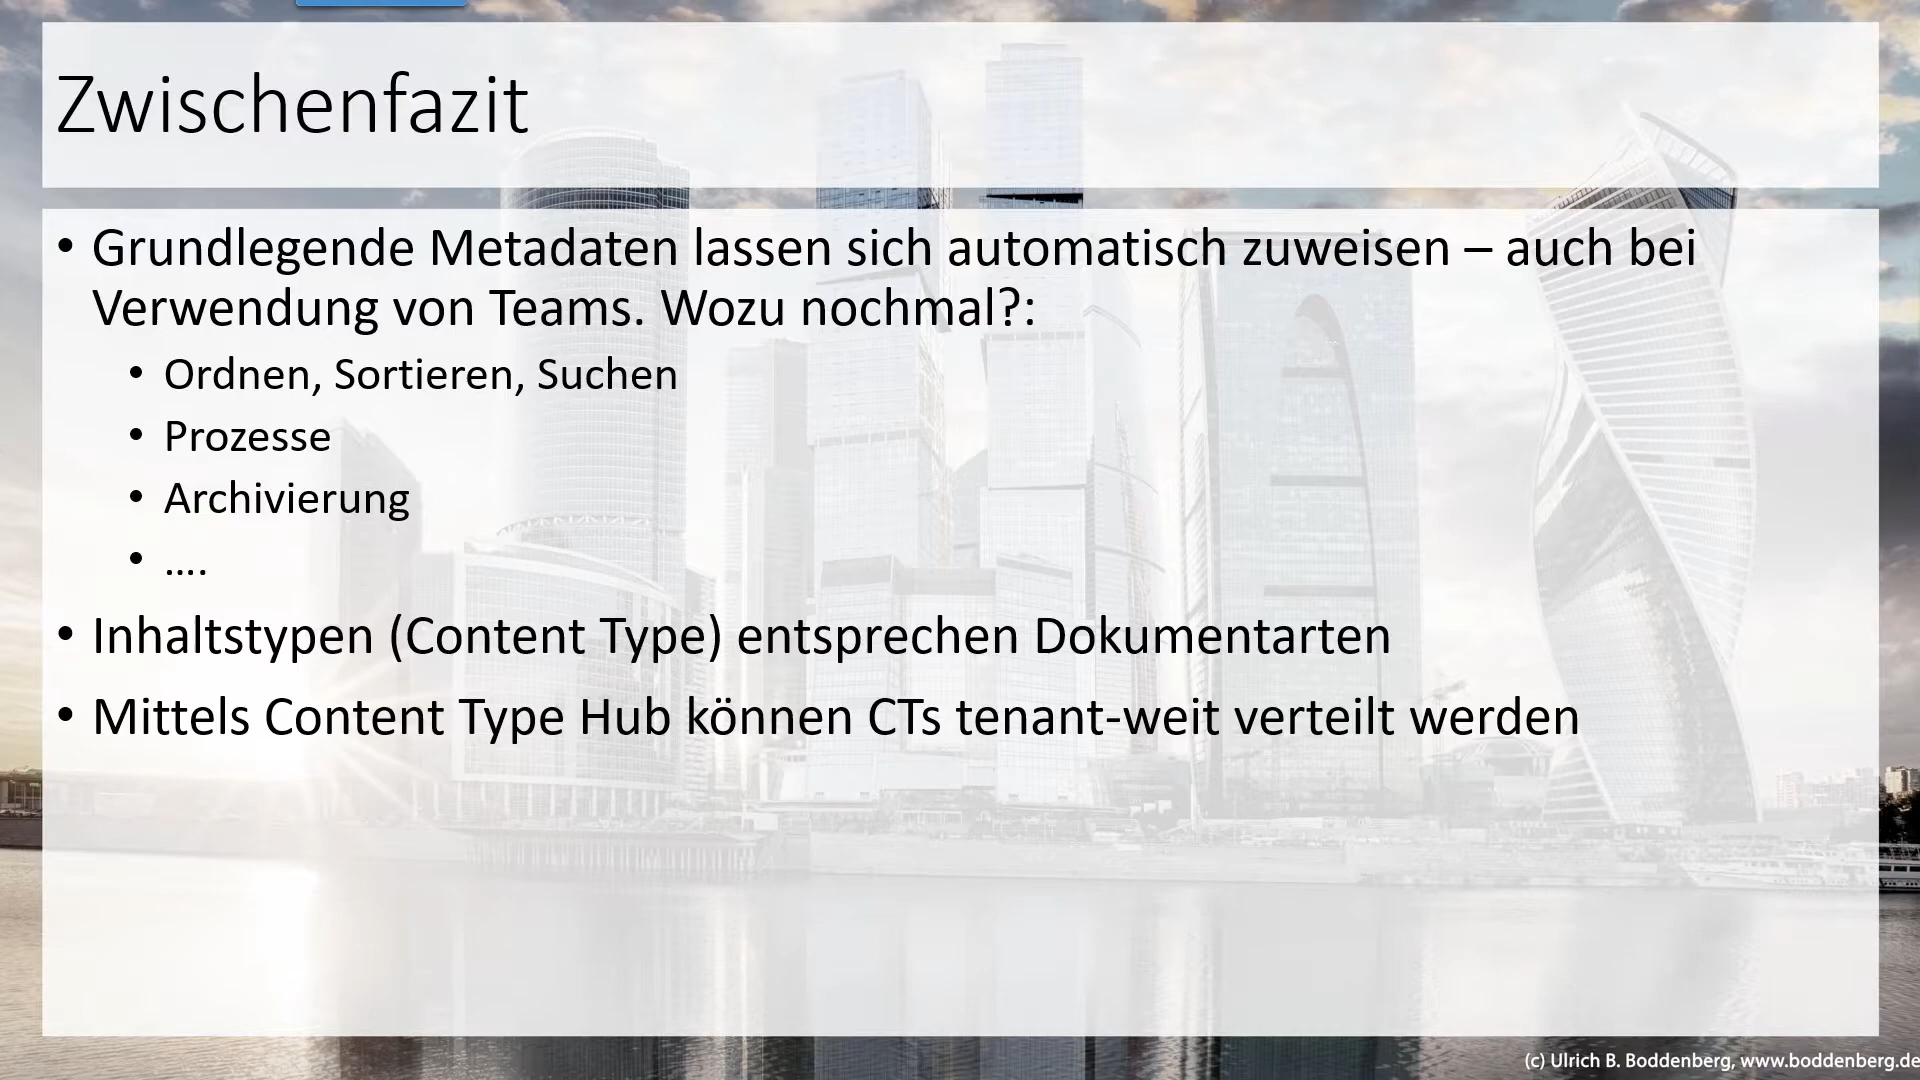 Zwischenfazit
• Grundlegende Metadaten lassen sich automatisch zuweisen – auch bei
Verwendung von Teams. Wozu nochmal?:
• Ordnen, Sortieren, Suchen
• Prozesse
• Archivierung
• ….
• Inhaltstypen (Content Type) entsprechen Dokumentarten
• Mittels Content Type Hub können CTs tenant-weit verteilt werden
(c) Ulrich B. Boddenberg, www.boddenberg.de